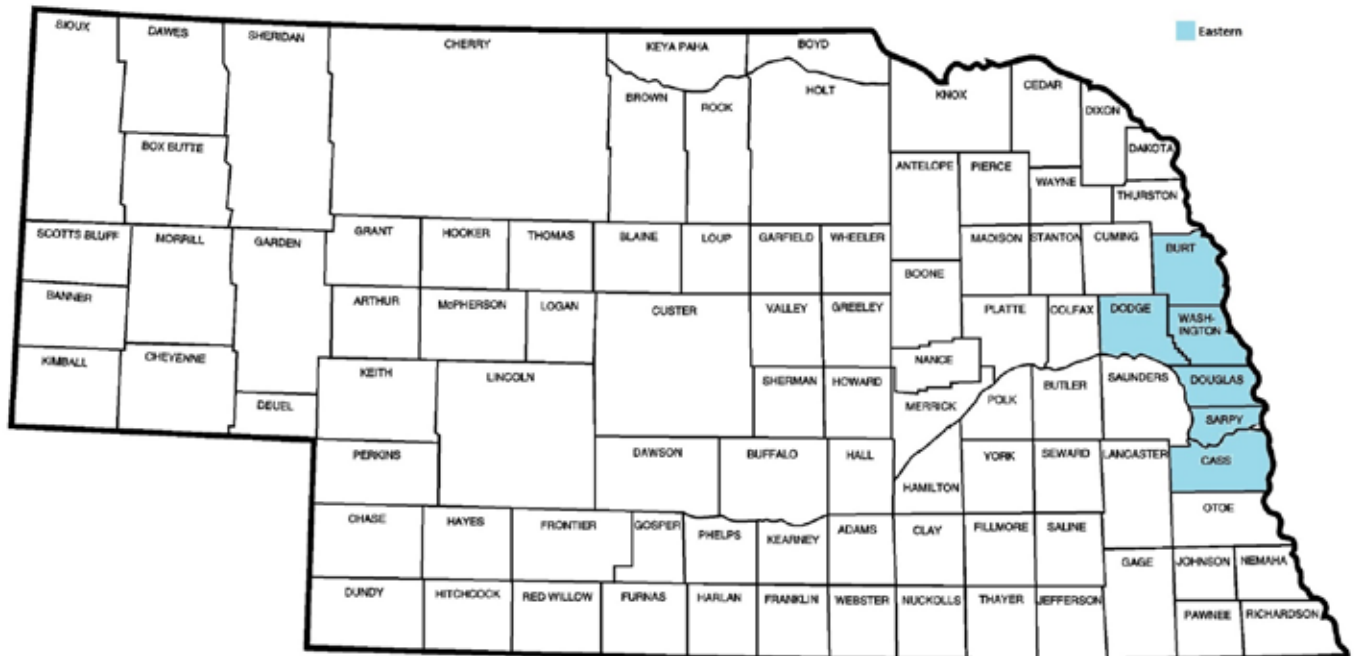 SIOUX
DAWES
SHERIDAN
CHERRY
KEYA PAHA
BOYD
Eastern
BROWN
ROCK
HOLT
KNOX
CEDAR
DIXON
DAKOTA
BOX BUTTE
ANTELOPE
PIERCE
WAYNE
THURSTON
SCOTTS BLUFF
MORRILL
GARDEN
GRANT
HOOKER
THOMAS
BLAINE
LOUP
GARFIELD
WHEELER
MADISON
STANTON
CUMING
BURT
BOONE
BANNER
ARTHUR
McPHERSON
LOGAN
CUSTER
VALLEY
GREELEY
PLATTE
COLFAX
DODGE
WASH-
INGTON
KIMBALL
CHEYENNE
KEITH
LINCOLN
NANCE
SHERMAN
HOWARD
MERRICK
POLK
BUTLER
SAUNDERS
DOUGLAS
DEUEL
SARPY
PERKINS
DAWSON
BUFFALO
HALL
HAMILTON
YORK
SEWARD
LANCASTER
CASS
CHASE
HAYES
FRONTIER
GOSPER
PHELPS
KEARNEY
ADAMS
CLAY
FILLMORE
SALINE
OTOE
GAGE
JOHNSON
NEMAHA
DUNDY
HITCHCOCK
RED WILLOW
FURNAS
HARLAN
FRANKLIN
WEBSTER
NUCKOLLS
THAYER
JEFFERSON
PAWNEE
RICHARDSON